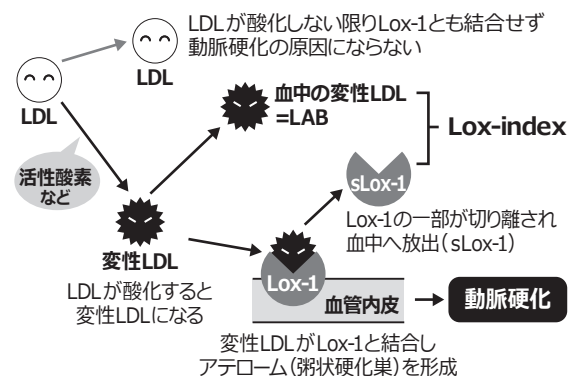 LDLが酸化しない限りLox-1とも結合せず
動脈硬化の原因にならない
LDL
LDL
血中の変性LDL
=LAB
Lox-index
活性酸素
など
sLox-1
Lox-1の一部が切り離され
血中へ放出(sLox-1)
変性LDL
LDLが酸化すると
変性LDLになる
Lox-1
血管内皮
動脈硬化
変性LDLがLox-1と結合し
アテローム(粥状硬化巣)を形成